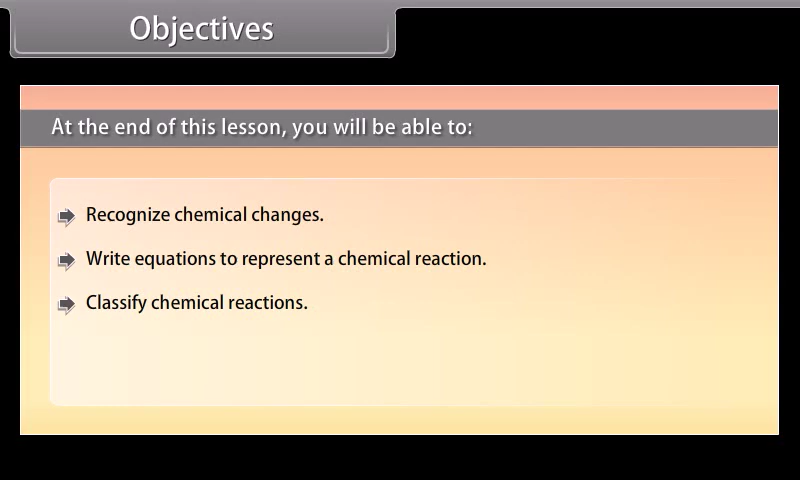 Objectives
At the end of this lesson, you will be able to:
Recognize chemical changes.
Write equations to represent a chemical reaction.
Classify chemical reactions.